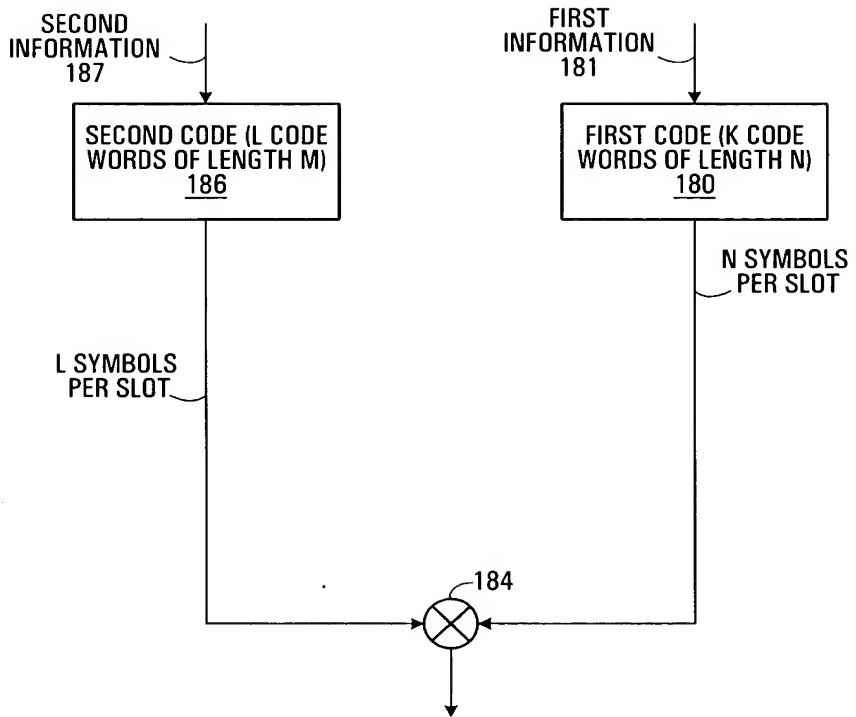 SECOND
INFORMATION
187
FIRST
INFORMATION
181
SECOND CODE (L CODE
WORDS OF LENGTH M)
186
FIRST CODE (K CODE
WORDS OF LENGTH N)
180
N SYMBOLS
PER SLOT
L SYMBOLS
PER SLOT
184